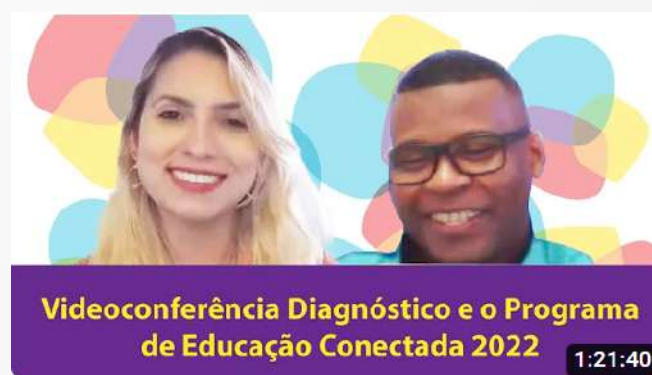 Videoconferência Diagnóstico e o Programa
de Educação Conectada 2022
1:21:40